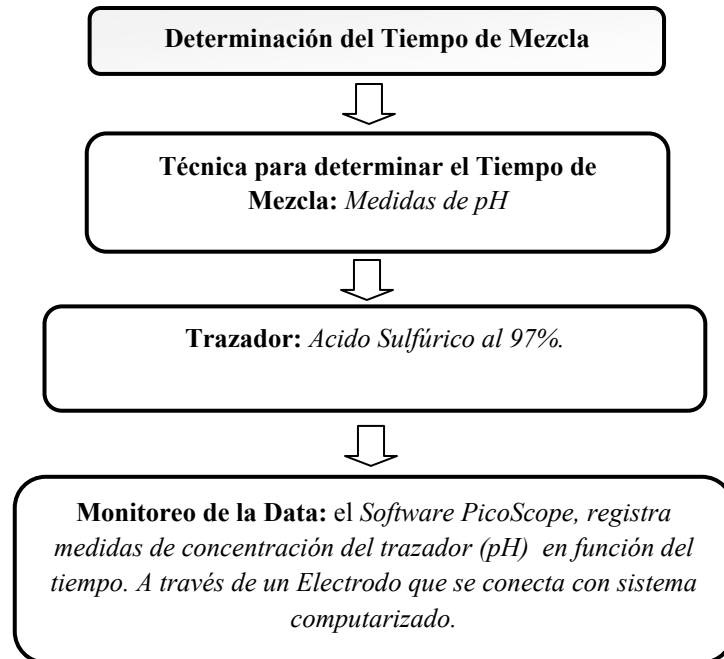 Determinación del Tiempo de Mezcla
Técnica para determinar el Tiempo de
Mezcla: Medidas de pH
Trazador: Acido Sulfúrico al 97%.
Monitoreo de la Data: el Software PicoScope, registra
medidas de concentración del trazador (pH) en función del
tiempo. A través de un Electrodo que se conecta con sistema
computarizado.